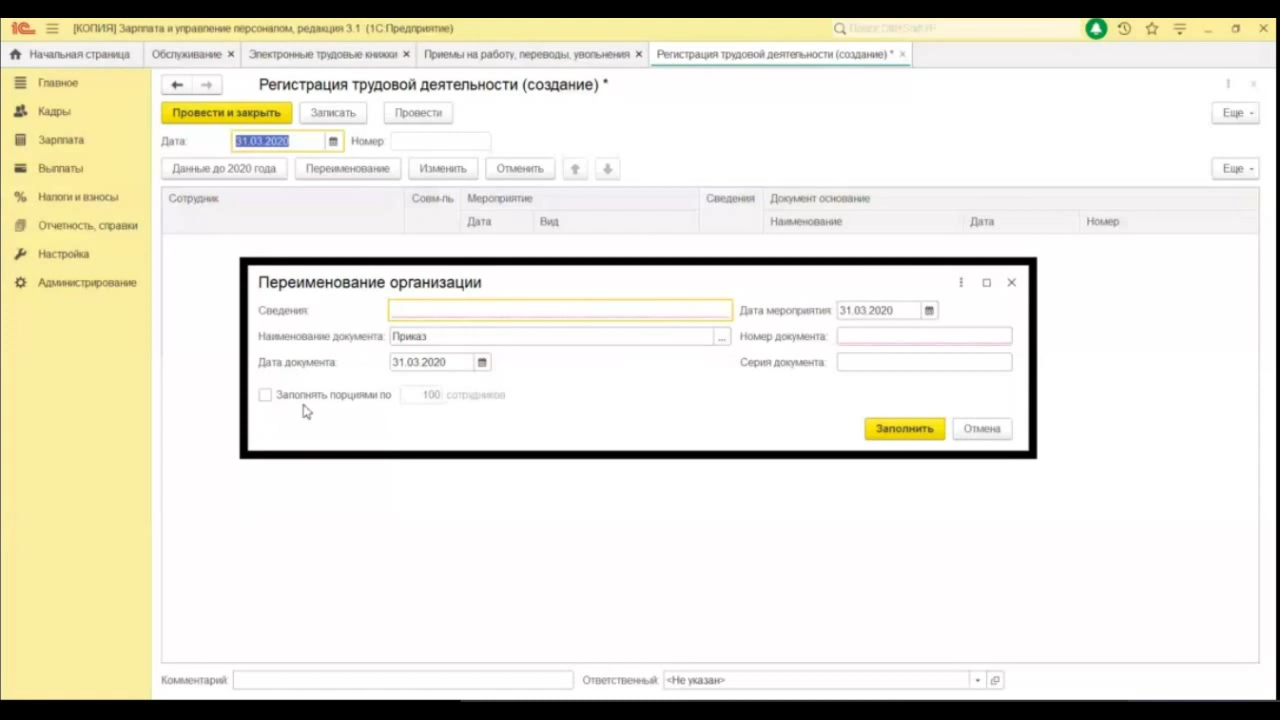 1С [КОПИЯ] Зарплата и управление персоналом, редакция 3.1 (1С:Предприятие)
Начальная страница Обслуживание × Электронные трудовые книжки × Приемы на работу, переводы, увольнения × Регистрация трудовой деятельности (создание) * ×
Главное
Кадры
Зарплата
Выплаты
Налоги и взносы
Отчетность, справки
Настройка
Администрирование
Регистрация трудовой деятельности (создание) *
Провести и закрыть Записать Провести Еще
Дата: 31.03.2020 Номер:
Данные до 2020 года Переименование Изменить Отменить Еще
Сотрудник Совм-ль Мероприятие Сведения Документ основание
Дата Вид Наименование Дата Номер
Переименование организации
Сведения: Дата мероприятия: 31.03.2020
Наименование документа: Приказ ... Номер документа:
Дата документа: 31.03.2020 Серия документа:
Заполнять порциями по 100 сотрудников
Заполнить Отмена
Комментарий: Ответственный: <Не указан>